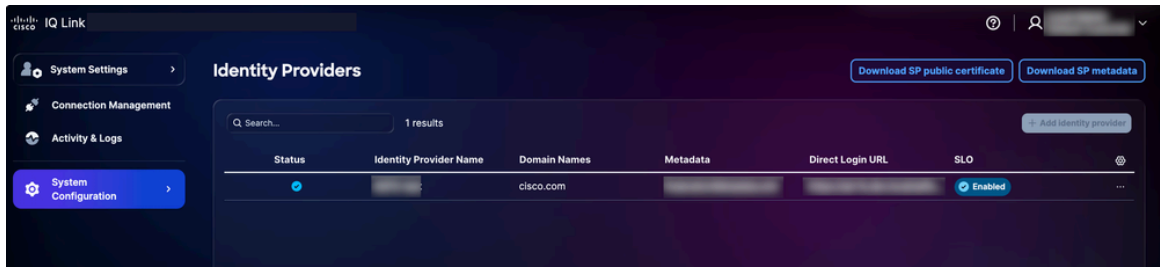 cisco IQ Link
System Settings
Identity Providers
Download SP public certificate
Download SP metadata
Connection Management
Search...
1 results
+ Add identity provider
Activity & Logs
Status Identity Provider Name Domain Names Metadata Direct Login URL SLO
System
Configuration
cisco.com
Enabled